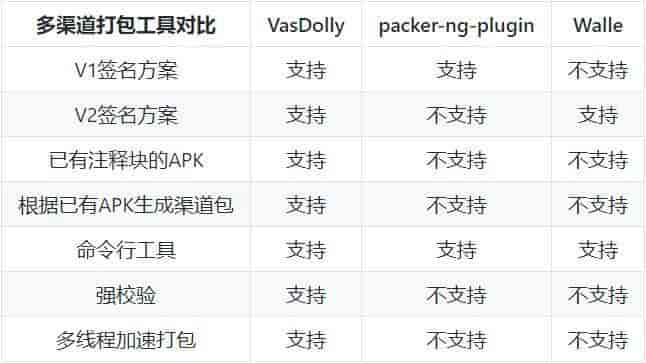 多渠道打包工具对比 VasDolly packer-ng-plugin Walle
V1签名方案 支持 支持 不支持
V2签名方案 支持 不支持 支持
已有注释块的APK 支持 不支持 不支持
根据已有APK生成渠道包 支持 不支持 不支持
命令行工具 支持 支持 支持
强校验 支持 不支持 不支持
多线程加速打包 支持 不支持 不支持